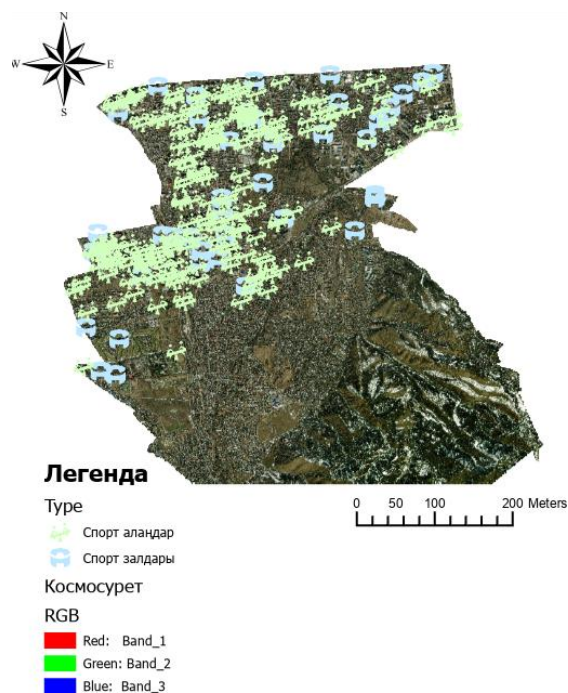 N
W E
S
Легенда
0 50 100 200 Meters
Type
Спорт алаңдар
Спорт залдары
Космосурет
RGB
Red: Band_1
Green: Band_2
Blue: Band_3